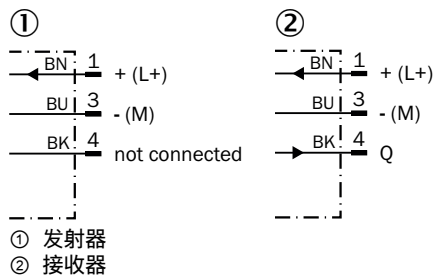 ①
BN 1 + (L+)
BU 3 - (M)
BK 4 not connected
②
BN 1 + (L+)
BU 3 - (M)
BK 4 Q
① 发射器
② 接收器